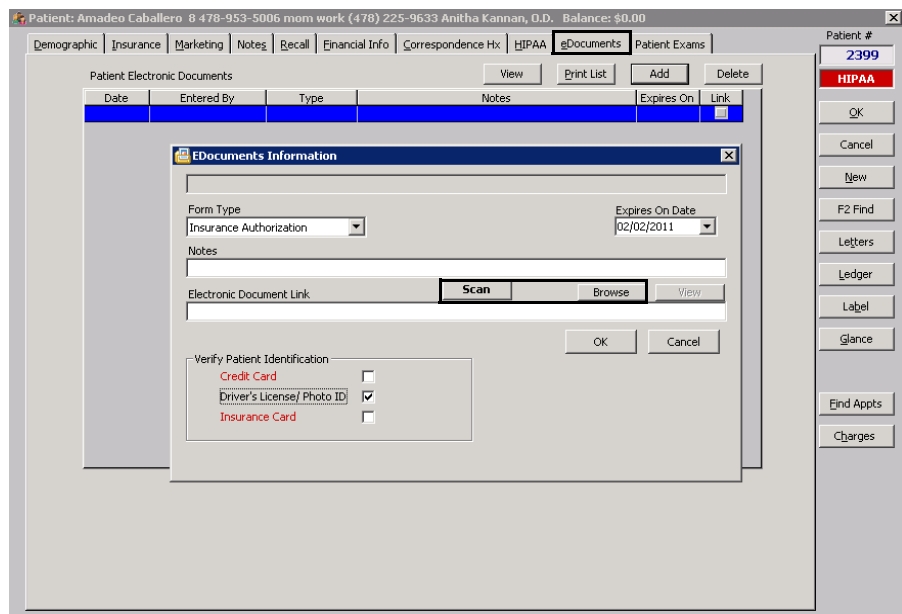 Patient: Amadeo Caballero 8 478-953-5006 mom work (478) 225-9633 Anitha Kannan, O.D. Balance: $0.00
Demographic Insurance Marketing Notes Recall Financial Info Correspondence Hx HIPAA eDocuments Patient Exams
Patient #
2399
HIPAA
Patient Electronic Documents
View Print List Add Delete
Date Entered By Type Notes Expires On Link
EDocuments Information
Form Type
Insurance Authorization
Expires On Date
02/02/2011
Notes
Electronic Document Link
Scan Browse View
OK Cancel
Verify Patient Identification
Credit Card
Driver's License/ Photo ID
Insurance Card
OK
Cancel
New
F2 Find
Letters
Ledger
Label
Glance
Find Appts
Charges